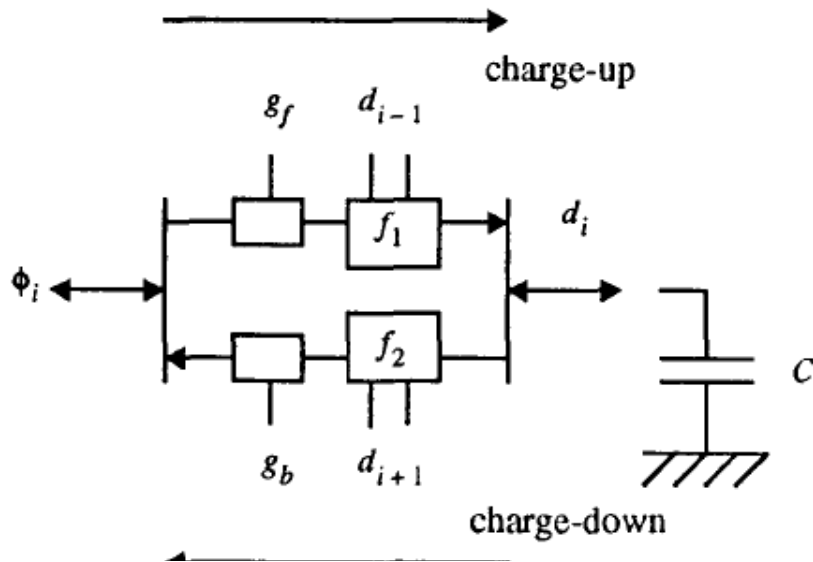 charge-up
g_f d_{i-1}
f_1
d_i
ϕ_i
f_2
C
g_b d_{i+1}
charge-down